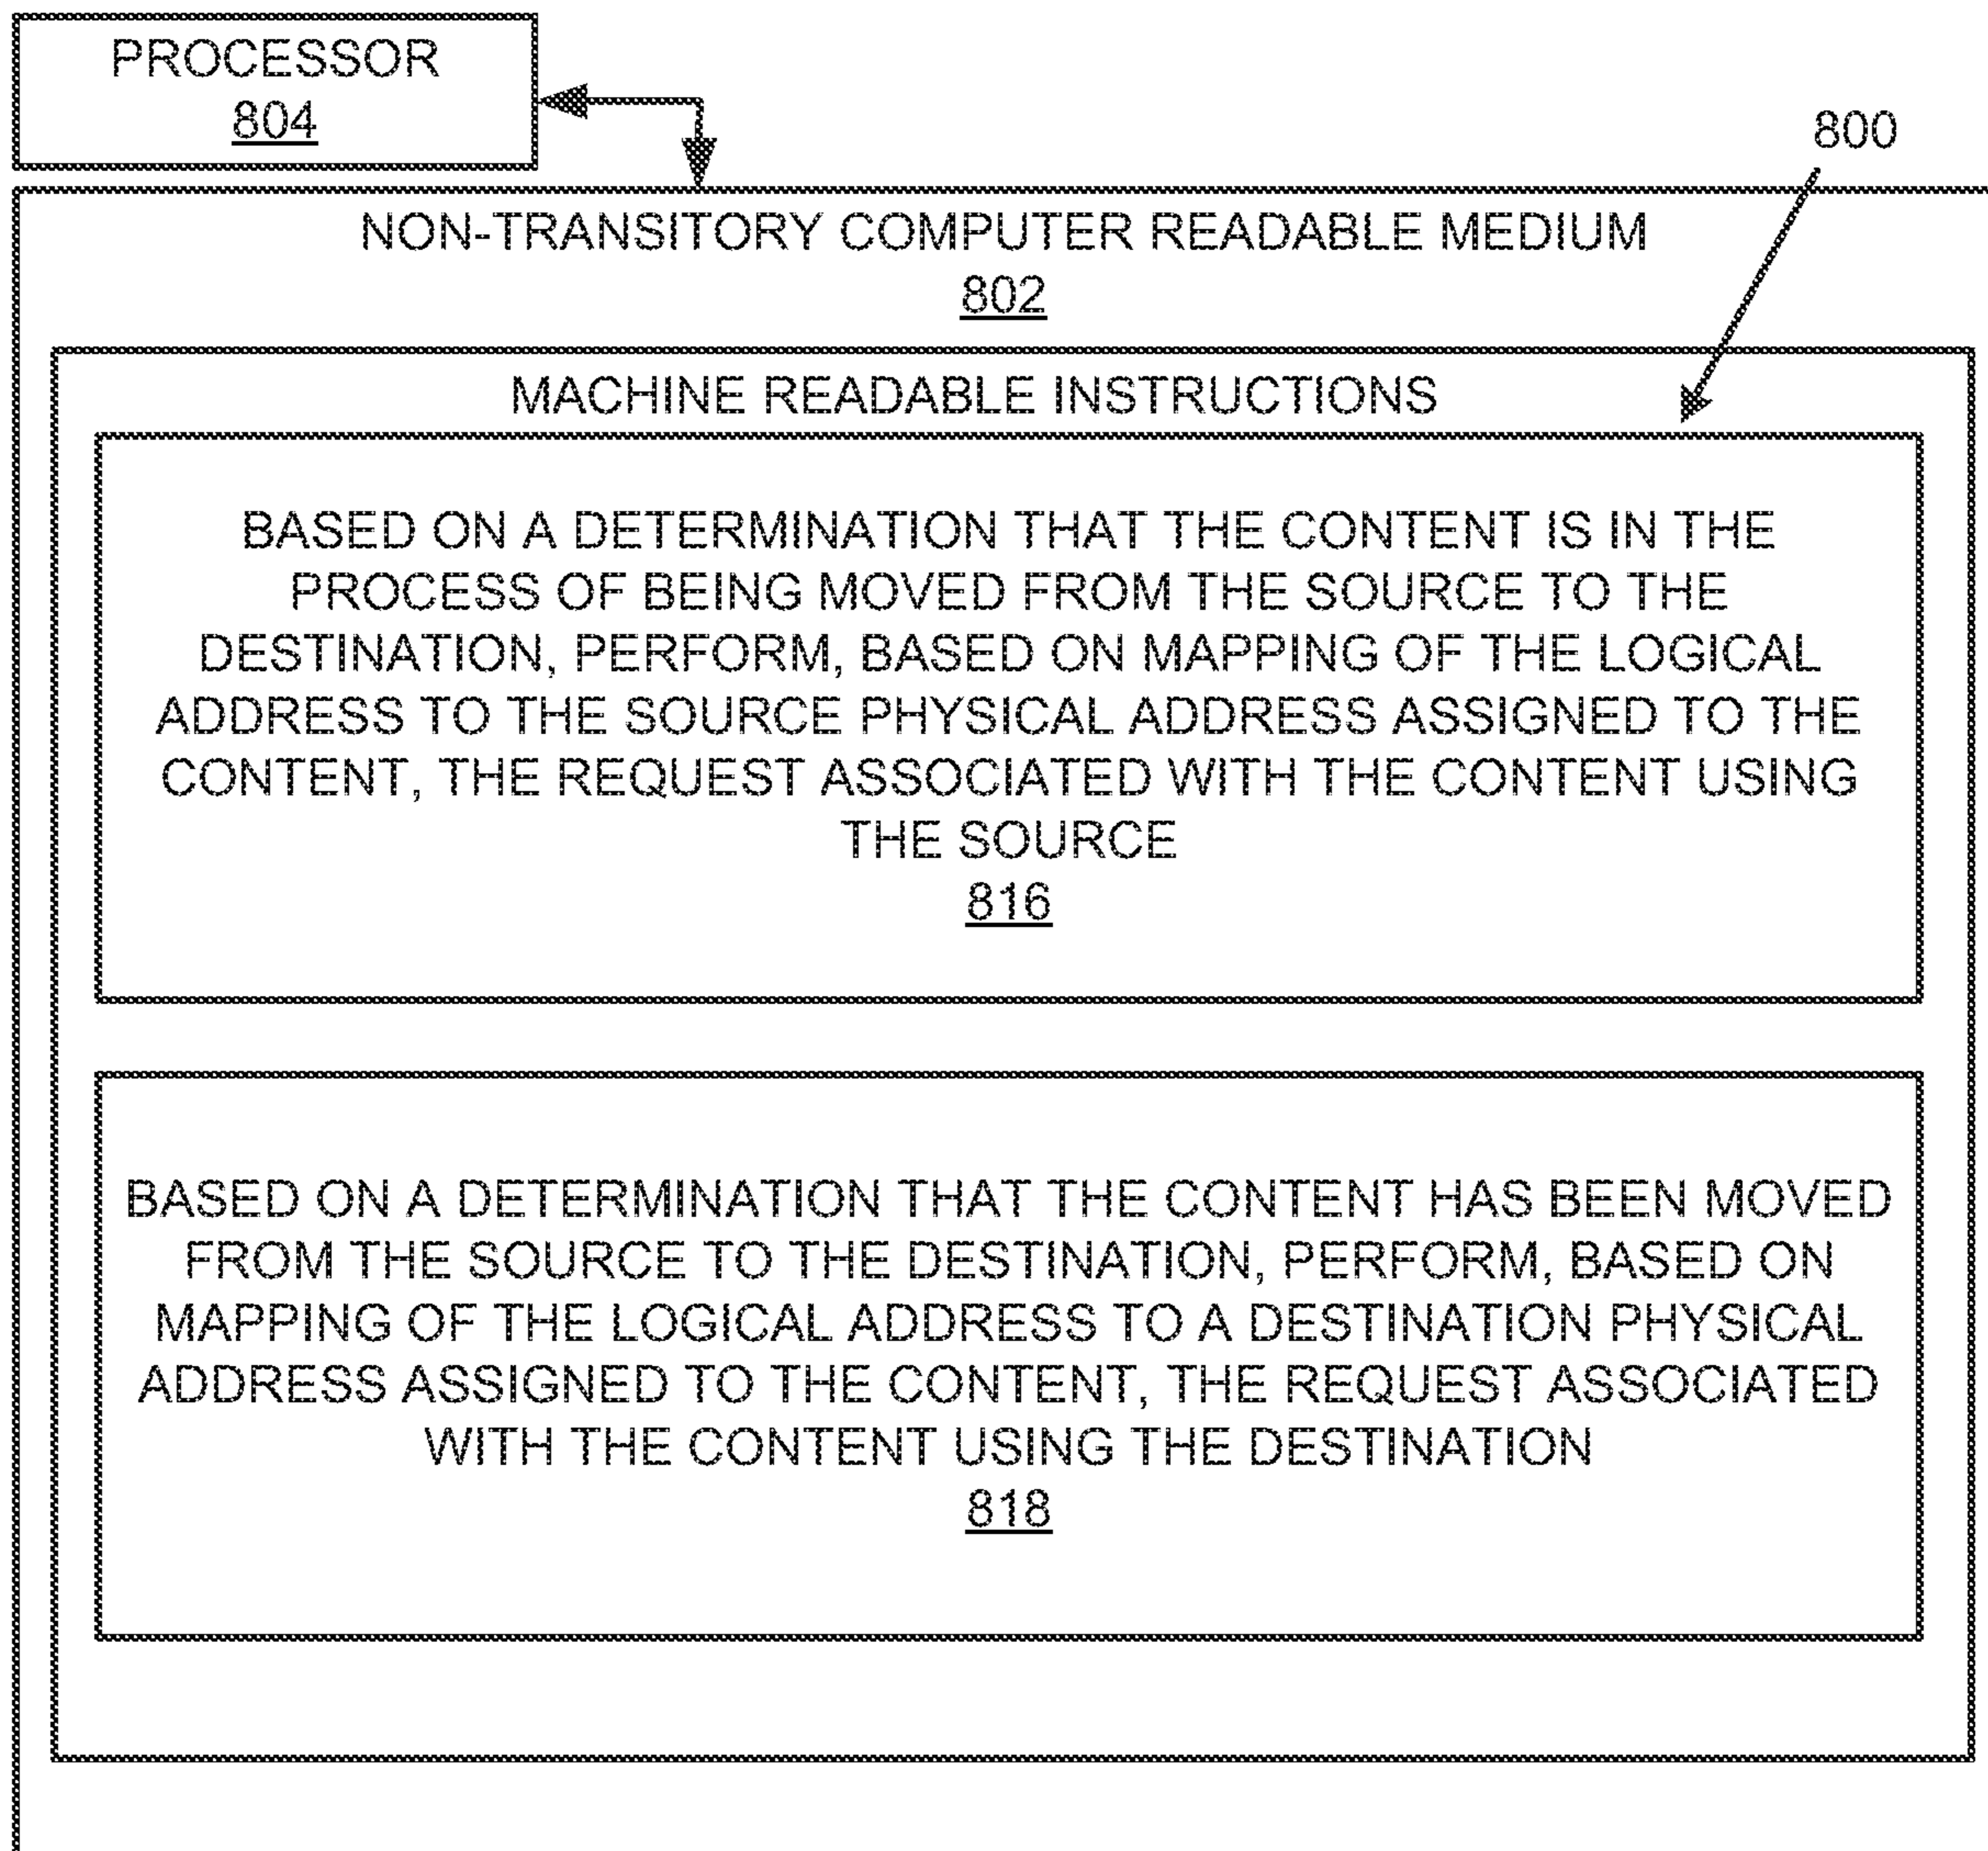 PROCESSOR
804
800
NON-TRANSITORY COMPUTER READABLE MEDIUM
802
MACHINE READABLE INSTRUCTIONS
BASED ON A DETERMINATION THAT THE CONTENT IS IN THE
PROCESS OF BEING MOVED FROM THE SOURCE TO THE
DESTINATION, PERFORM, BASED ON MAPPING OF THE LOGICAL
ADDRESS TO THE SOURCE PHYSICAL ADDRESS ASSIGNED TO THE
CONTENT, THE REQUEST ASSOCIATED WITH THE CONTENT USING
THE SOURCE
816
BASED ON A DETERMINATION THAT THE CONTENT HAS BEEN MOVED
FROM THE SOURCE TO THE DESTINATION, PERFORM, BASED ON
MAPPING OF THE LOGICAL ADDRESS TO A DESTINATION PHYSICAL
ADDRESS ASSIGNED TO THE CONTENT, THE REQUEST ASSOCIATED
WITH THE CONTENT USING THE DESTINATION
818